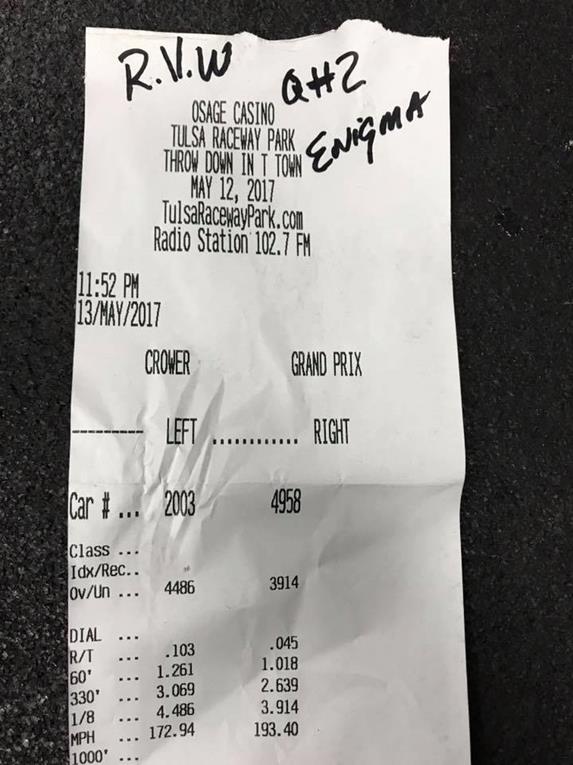 R.V.W
Q#2
ENIGMA
OSAGE CASINO
TULSA RACEWAY PARK
THROW DOWN IN T TOWN
MAY 12, 2017
TulsaRacewayPark.com
Radio Station 102.7 FM
11:52 PM
13/MAY/2017
CROWER GRAND PRIX
--------- LEFT ............ RIGHT
Car # ... 2003 4958
Class ...
Idx/Rec..
Ov/Un ... 4486 3914
DIAL ...
R/T ... .103 .045
60' ... 1.261 1.018
330' ... 3.069 2.639
1/8 ... 4.486 3.914
MPH ... 172.94 193.40
1000' ...